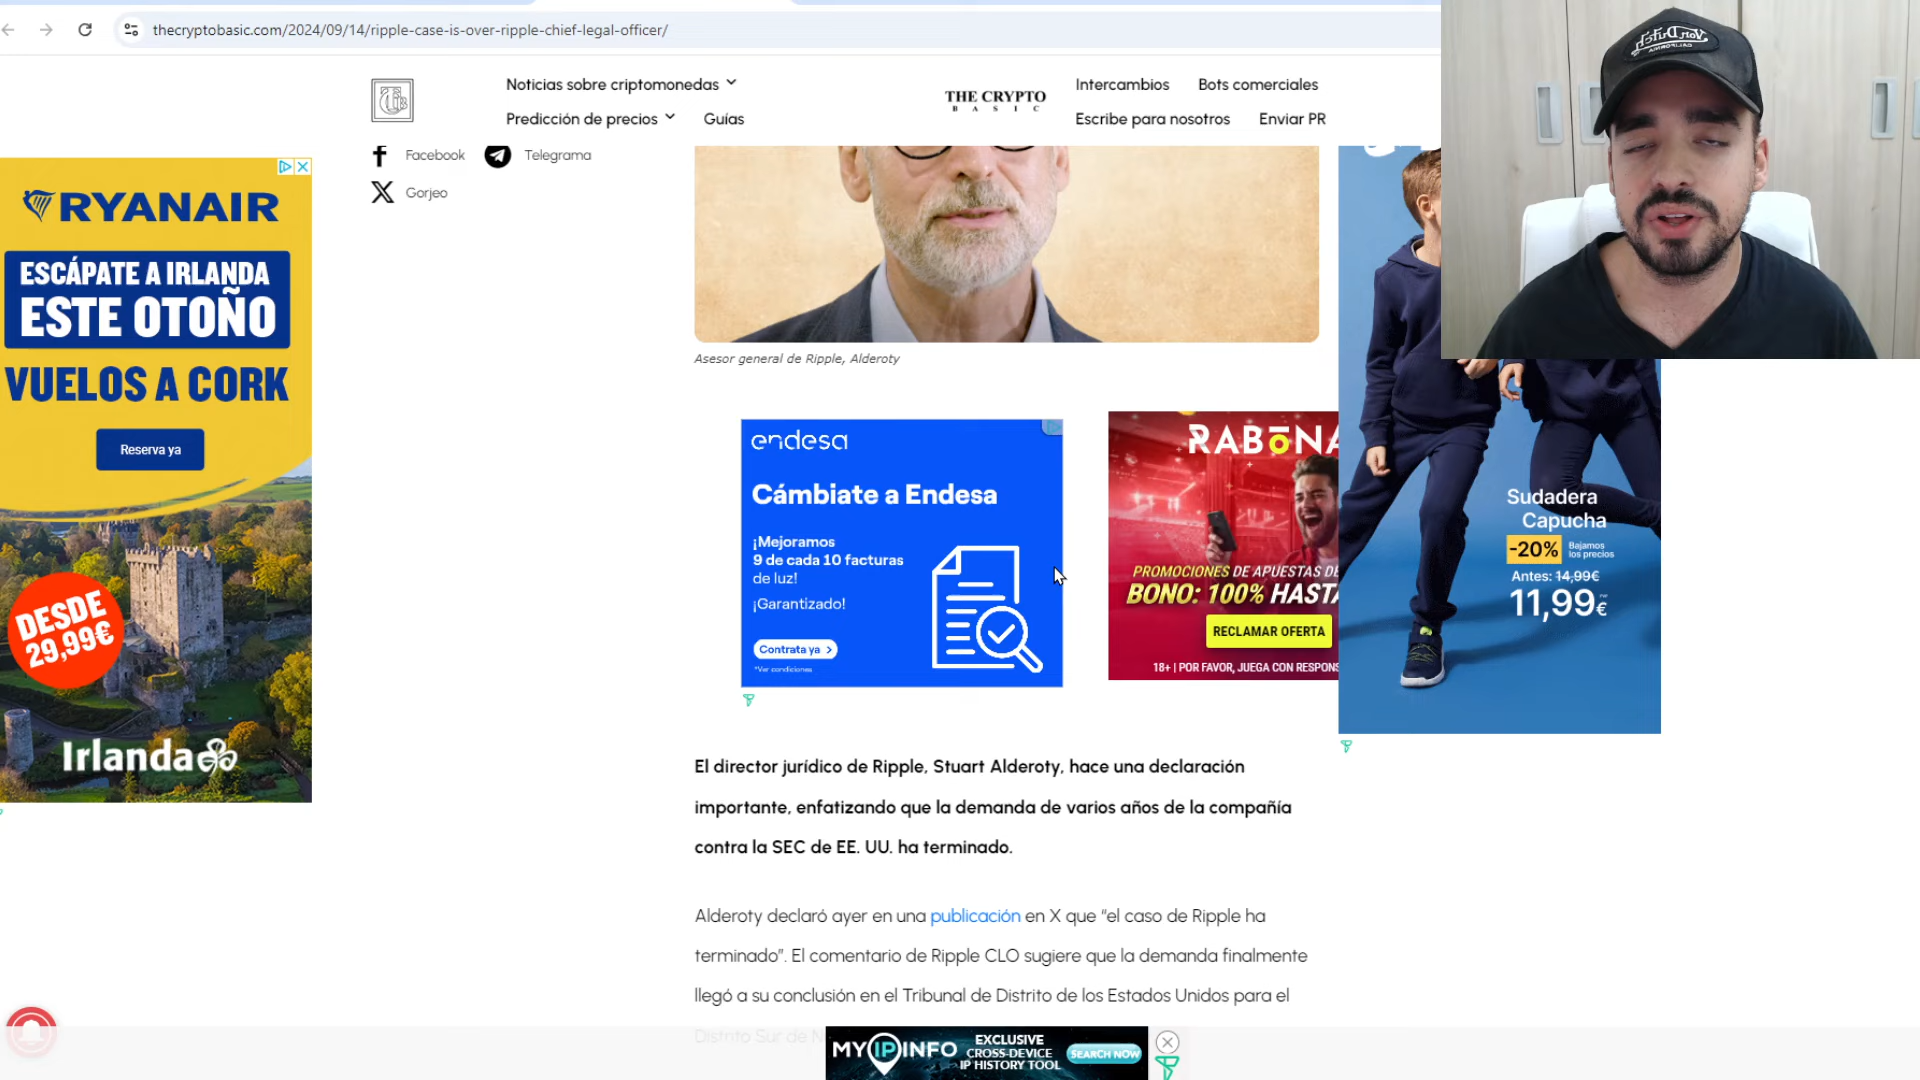 thecryptobasic.com/2024/09/14/ripple-case-is-over-ripple-chief-legal-officer/
Noticias sobre criptomonedas
Predicción de precios
Guías
THE CRYPTO
BASIC
Intercambios
Bots comerciales
Escribe para nosotros
Enviar PR
Facebook
Telegrama
Gorjeo
Von Dutch
RYANAIR
ESCÁPATE A IRLANDA
ESTE OTOÑO
VUELOS A CORK
Reserva ya
DESDE
29,99€
Irlanda
Asesor general de Ripple, Alderoty
endesa
Cámbiate a Endesa
¡Mejoramos
9 de cada 10 facturas
de luz!
¡Garantizado!
Contrata ya >
*Ver condiciones
RABONA
PROMOCIONES DE APUESTAS DE
BONO: 100% HASTA
RECLAMAR OFERTA
18+ | POR FAVOR, JUEGA CON RESPONS
Sudadera
Capucha
-20%
Bajamos
los precios
Antes: 14,99€
11,99€
El director jurídico de Ripple, Stuart Alderoty, hace una declaración
importante, enfatizando que la demanda de varios años de la compañía
contra la SEC de EE. UU. ha terminado.
Alderoty declaró ayer en una publicación en X que “el caso de Ripple ha
terminado”. El comentario de Ripple CLO sugiere que la demanda finalmente
llegó a su conclusión en el Tribunal de Distrito de los Estados Unidos para el
Distrito Sur de
MYIPINFO
EXCLUSIVE
CROSS-DEVICE
IP HISTORY TOOL
SEARCH NOW